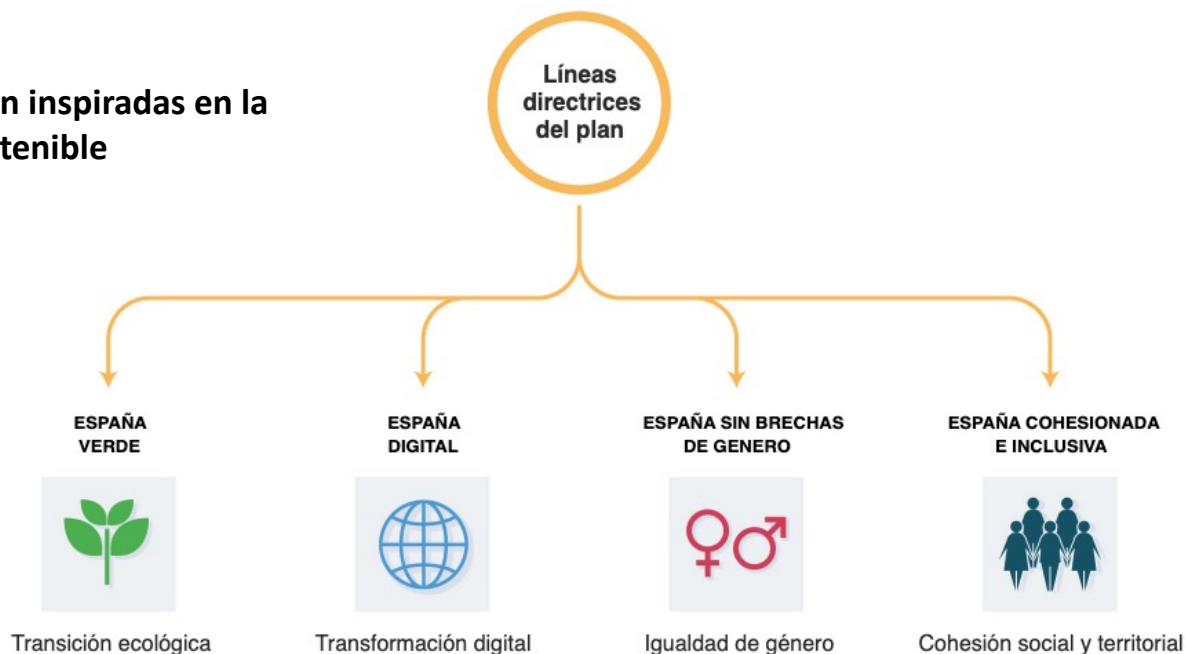 Líneas
directrices
del plan
n inspiradas en la
tenible
ESPAÑA
VERDE
ESPAÑA
DIGITAL
ESPAÑA SIN BRECHAS
DE GENERO
ESPAÑA COHESIONADA
E INCLUSIVA
Transición ecológica
Transformación digital
Igualdad de género
Cohesión social y territorial